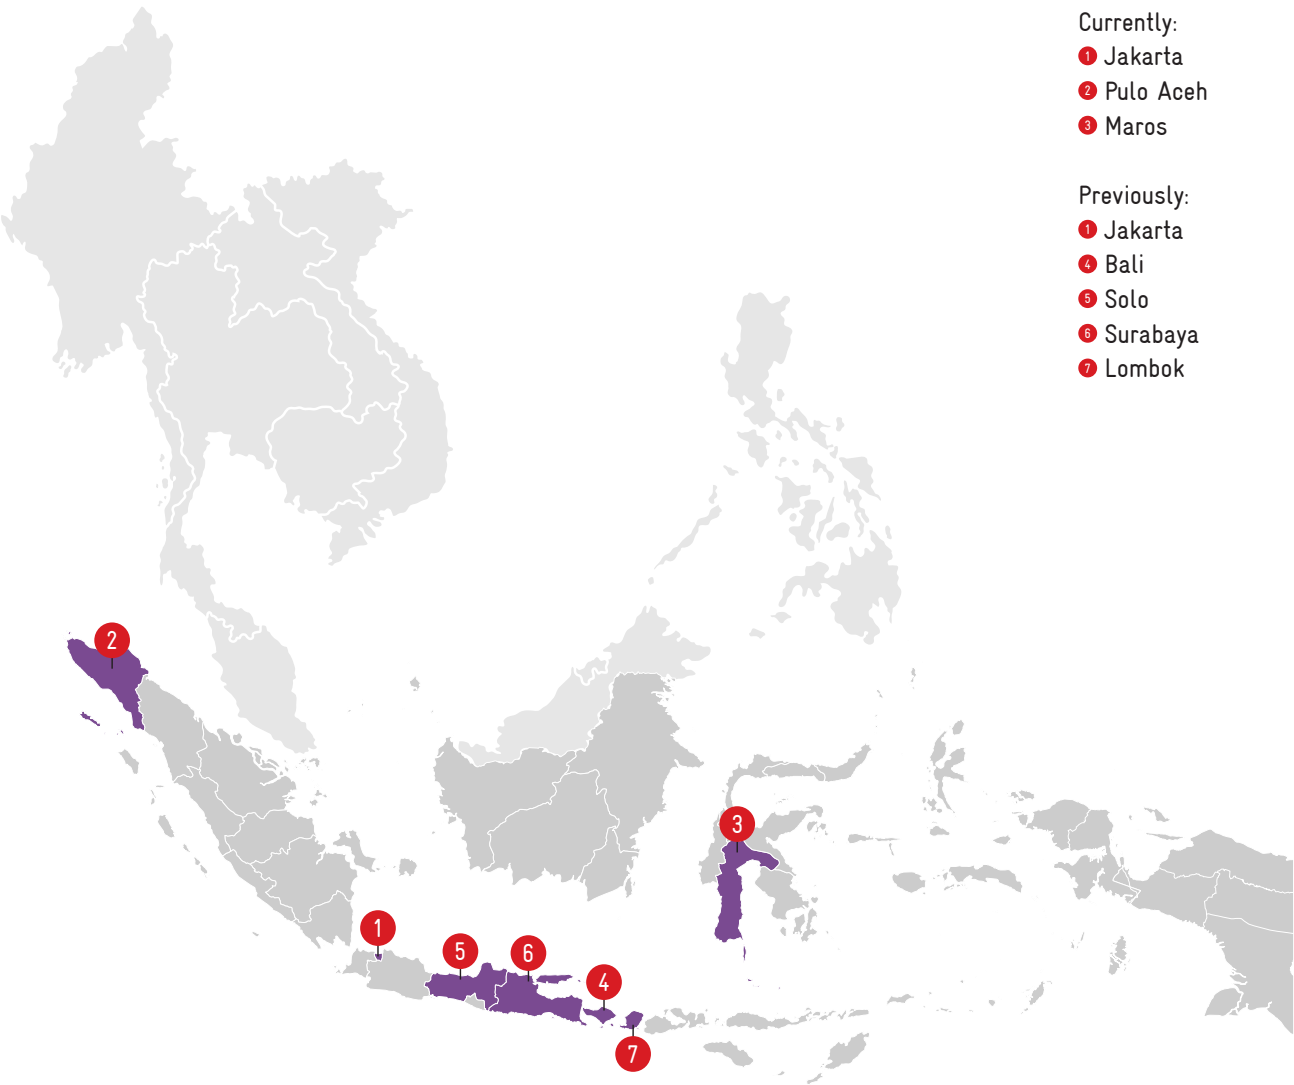 Currently:
1 Jakarta
2 Pulo Aceh
3 Maros
Previously:
1 Jakarta
4 Bali
5 Solo
6 Surabaya
7 Lombok
2
3
1
5
6
4
7